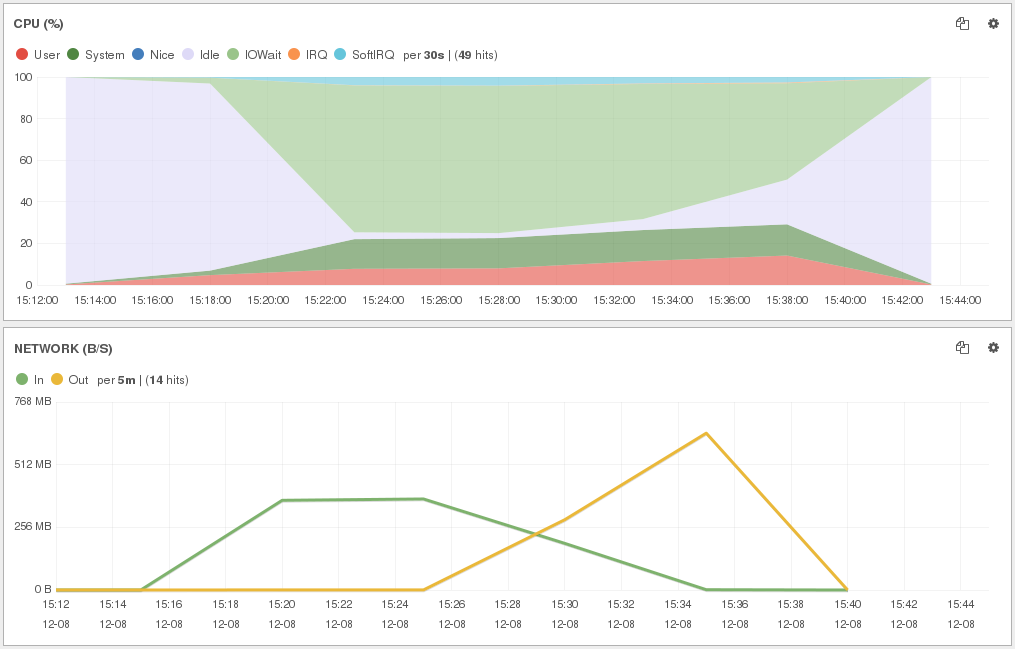 CPU (%)
User System Nice Idle IOWait IRQ SoftIRQ per 30s | (49 hits)
100
80
60
40
20
0
15:12:00 15:14:00 15:16:00 15:18:00 15:20:00 15:22:00 15:24:00 15:26:00 15:28:00 15:30:00 15:32:00 15:34:00 15:36:00 15:38:00 15:40:00 15:42:00 15:44:00
NETWORK (B/S)
In Out per 5m | (14 hits)
768 MB
512 MB
256 MB
0 B
15:12 15:14 15:16 15:18 15:20 15:22 15:24 15:26 15:28 15:30 15:32 15:34 15:36 15:38 15:40 15:42 15:44
12-08 12-08 12-08 12-08 12-08 12-08 12-08 12-08 12-08 12-08 12-08 12-08 12-08 12-08 12-08 12-08 12-08